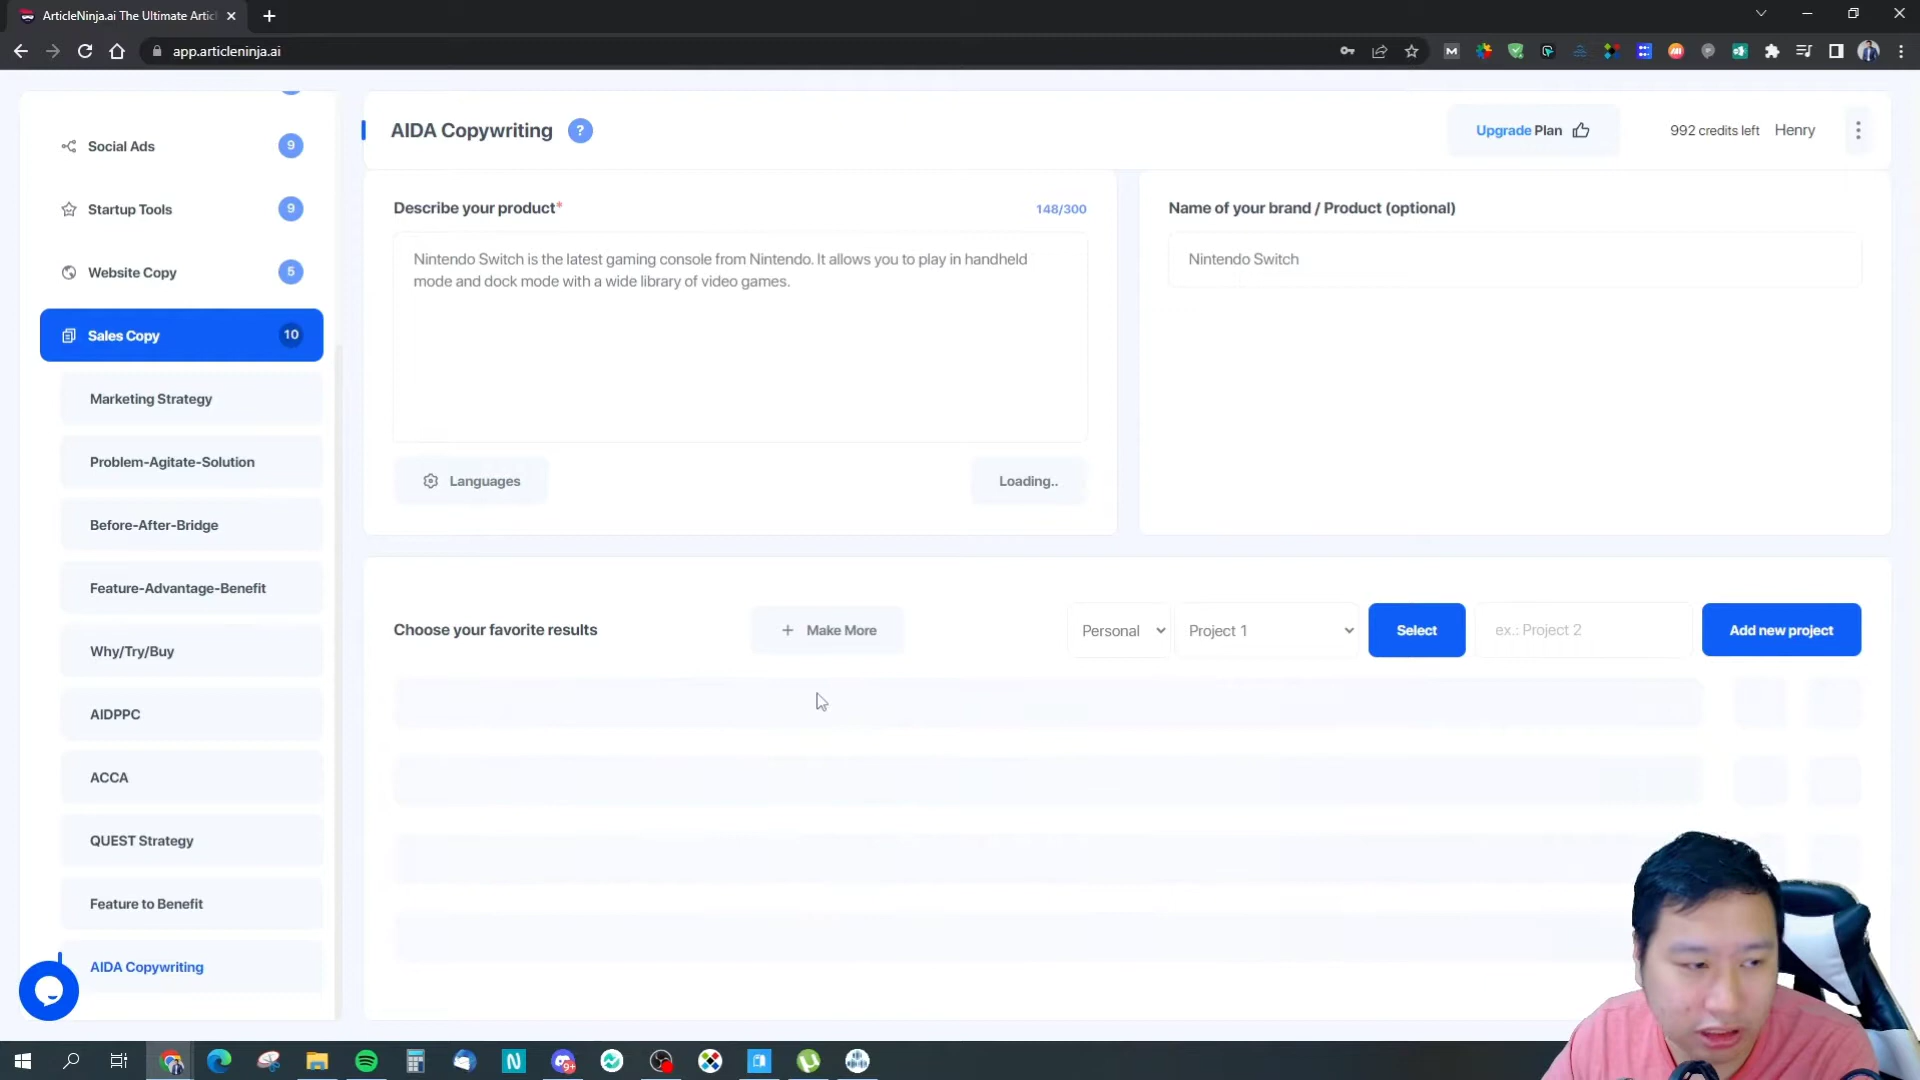 ArticleNinja.ai The Ultimate Artic
app.articleninja.ai
Social Ads 9
Startup Tools 9
Website Copy 5
Sales Copy 10
Marketing Strategy
Problem-Agitate-Solution
Before-After-Bridge
Feature-Advantage-Benefit
Why/Try/Buy
AIDPPC
ACCA
QUEST Strategy
Feature to Benefit
AIDA Copywriting
AIDA Copywriting ?
Upgrade Plan
992 credits left Henry
Describe your product* 148/300
Nintendo Switch is the latest gaming console from Nintendo. It allows you to play in handheld
mode and dock mode with a wide library of video games.
Languages
Loading..
Name of your brand / Product (optional)
Nintendo Switch
Choose your favorite results
+ Make More
Personal
Project 1
Select
ex.: Project 2
Add new project